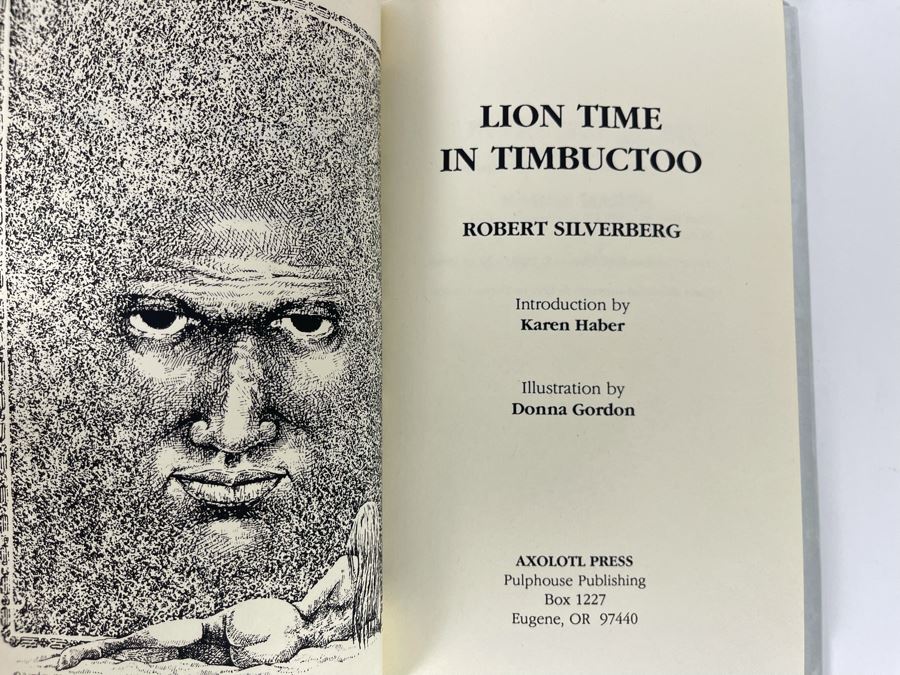 LION TIME
IN TIMBUCTOO
ROBERT SILVERBERG
Introduction by
Karen Haber
Illustration by
Donna Gordon
AXOLOTL PRESS
Pulphouse Publishing
Box 1227
Eugene, OR 97440